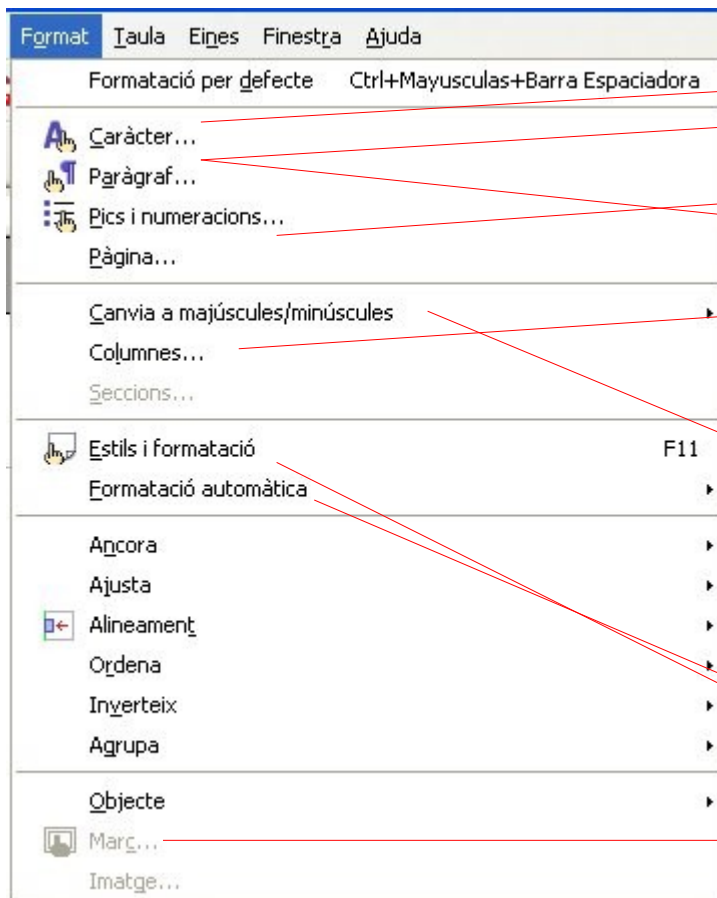 Format Taula Eines Finestra Ajuda
Formatació per defecte Ctrl+Mayusculas+Barra Espaciadora
Caràcter...
Paràgraf...
Pics i numeracions...
Pàgina...
Canvia a majúscules/minúscules
Columnes...
Seccions...
Estils i formatació F11
Formatació automàtica
Ancora
Ajusta
Alineament
Ordena
Inverteix
Agrupa
Objecte
Marc...
Imatge...